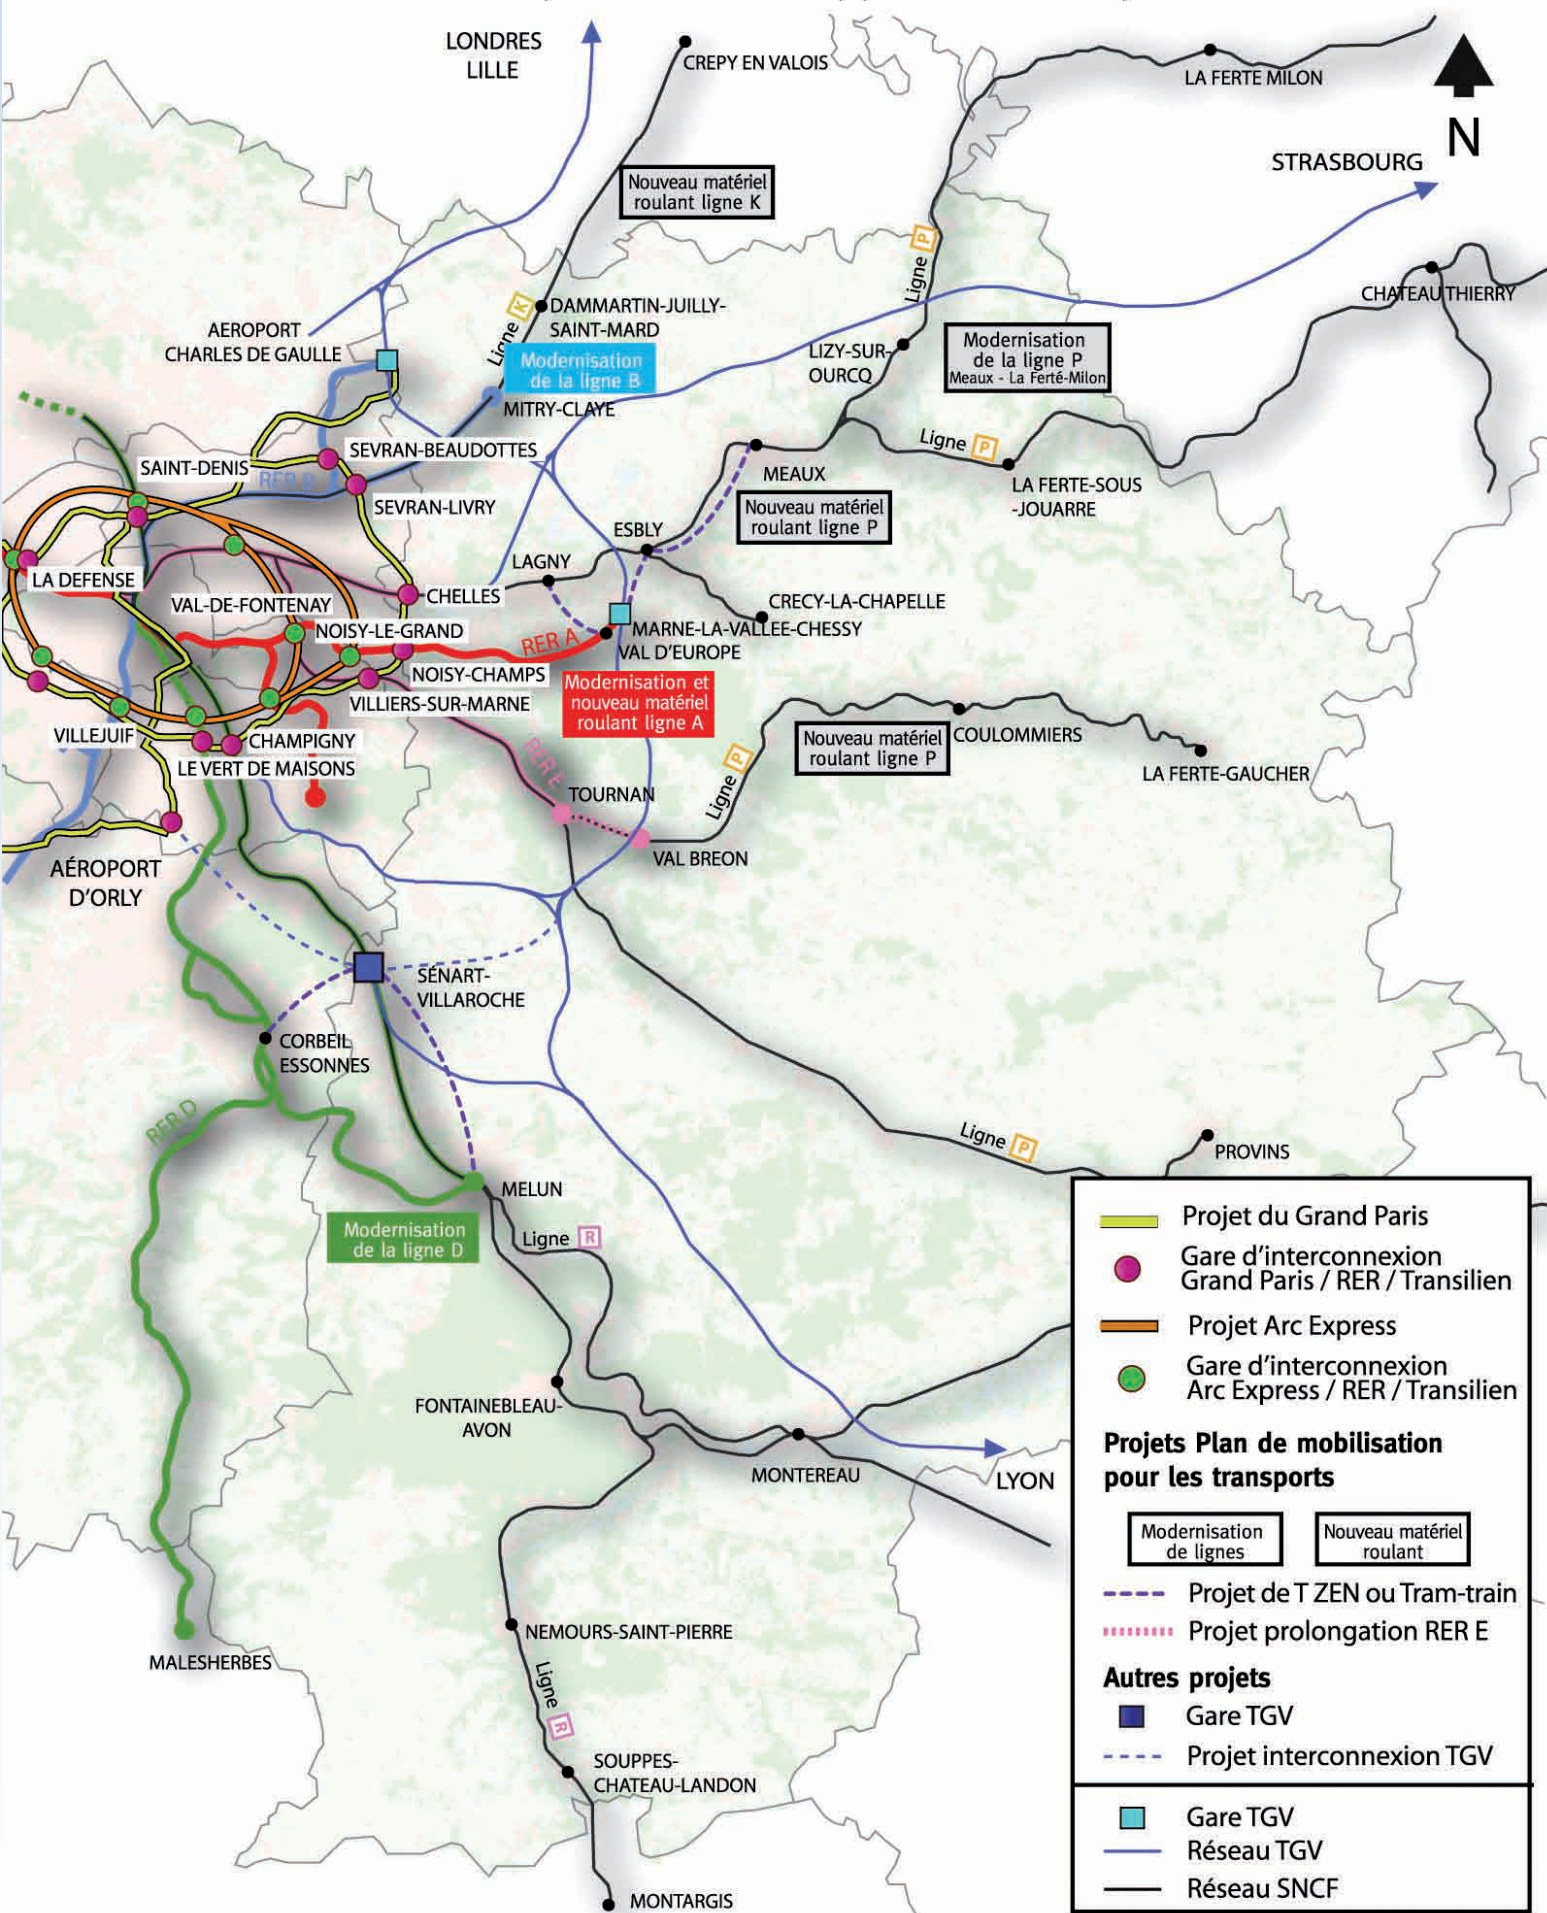 LONDRES
LILLE
CREPY EN VALOIS
LA FERTE MILON
N
STRASBOURG
Nouveau matériel
roulant ligne K
Ligne P
CHATEAU THIERRY
AEROPORT
CHARLES DE GAULLE
Ligne K
DAMMARTIN-JUILLY-
SAINT-MARD
Modernisation
de la ligne B
MITRY-CLAYE
LIZY-SUR-
OURCQ
Modernisation
de la ligne P
Meaux - La Ferté-Milon
SEVRAN-BEAUDOTTES
SAINT-DENIS
RER B
SEVRAN-LIVRY
MEAUX
Ligne P
LA FERTE-SOUS
-JOUARRE
Nouveau matériel
roulant ligne P
ESBLY
LAGNY
LA DEFENSE
CHELLES
CRECY-LA-CHAPELLE
VAL-DE-FONTENAY
NOISY-LE-GRAND
RER A
MARNE-LA-VALLEE-CHESSY
VAL D'EUROPE
NOISY-CHAMPS
VILLIERS-SUR-MARNE
Modernisation et
nouveau matériel
roulant ligne A
VILLEJUIF
CHAMPIGNY
LE VERT DE MAISONS
RER E
Ligne P
Nouveau matériel
roulant ligne P
COULOMMIERS
LA FERTE-GAUCHER
TOURNAN
VAL BREON
AÉROPORT
D'ORLY
SÉNART-
VILLAROCHE
CORBEIL
ESSONNES
RER D
Ligne P
PROVINS
MELUN
Modernisation
de la ligne D
Ligne R
FONTAINEBLEAU-
AVON
MONTEREAU
LYON
NEMOURS-SAINT-PIERRE
MALESHERBES
Ligne R
SOUPPES-
CHATEAU-LANDON
MONTARGIS
Projet du Grand Paris
Gare d'interconnexion
Grand Paris / RER / Transilien
Projet Arc Express
Gare d'interconnexion
Arc Express / RER / Transilien
Projets Plan de mobilisation
pour les transports
Modernisation
de lignes
Nouveau matériel
roulant
Projet de T ZEN ou Tram-train
Projet prolongation RER E
Autres projets
Gare TGV
Projet interconnexion TGV
Gare TGV
Réseau TGV
Réseau SNCF